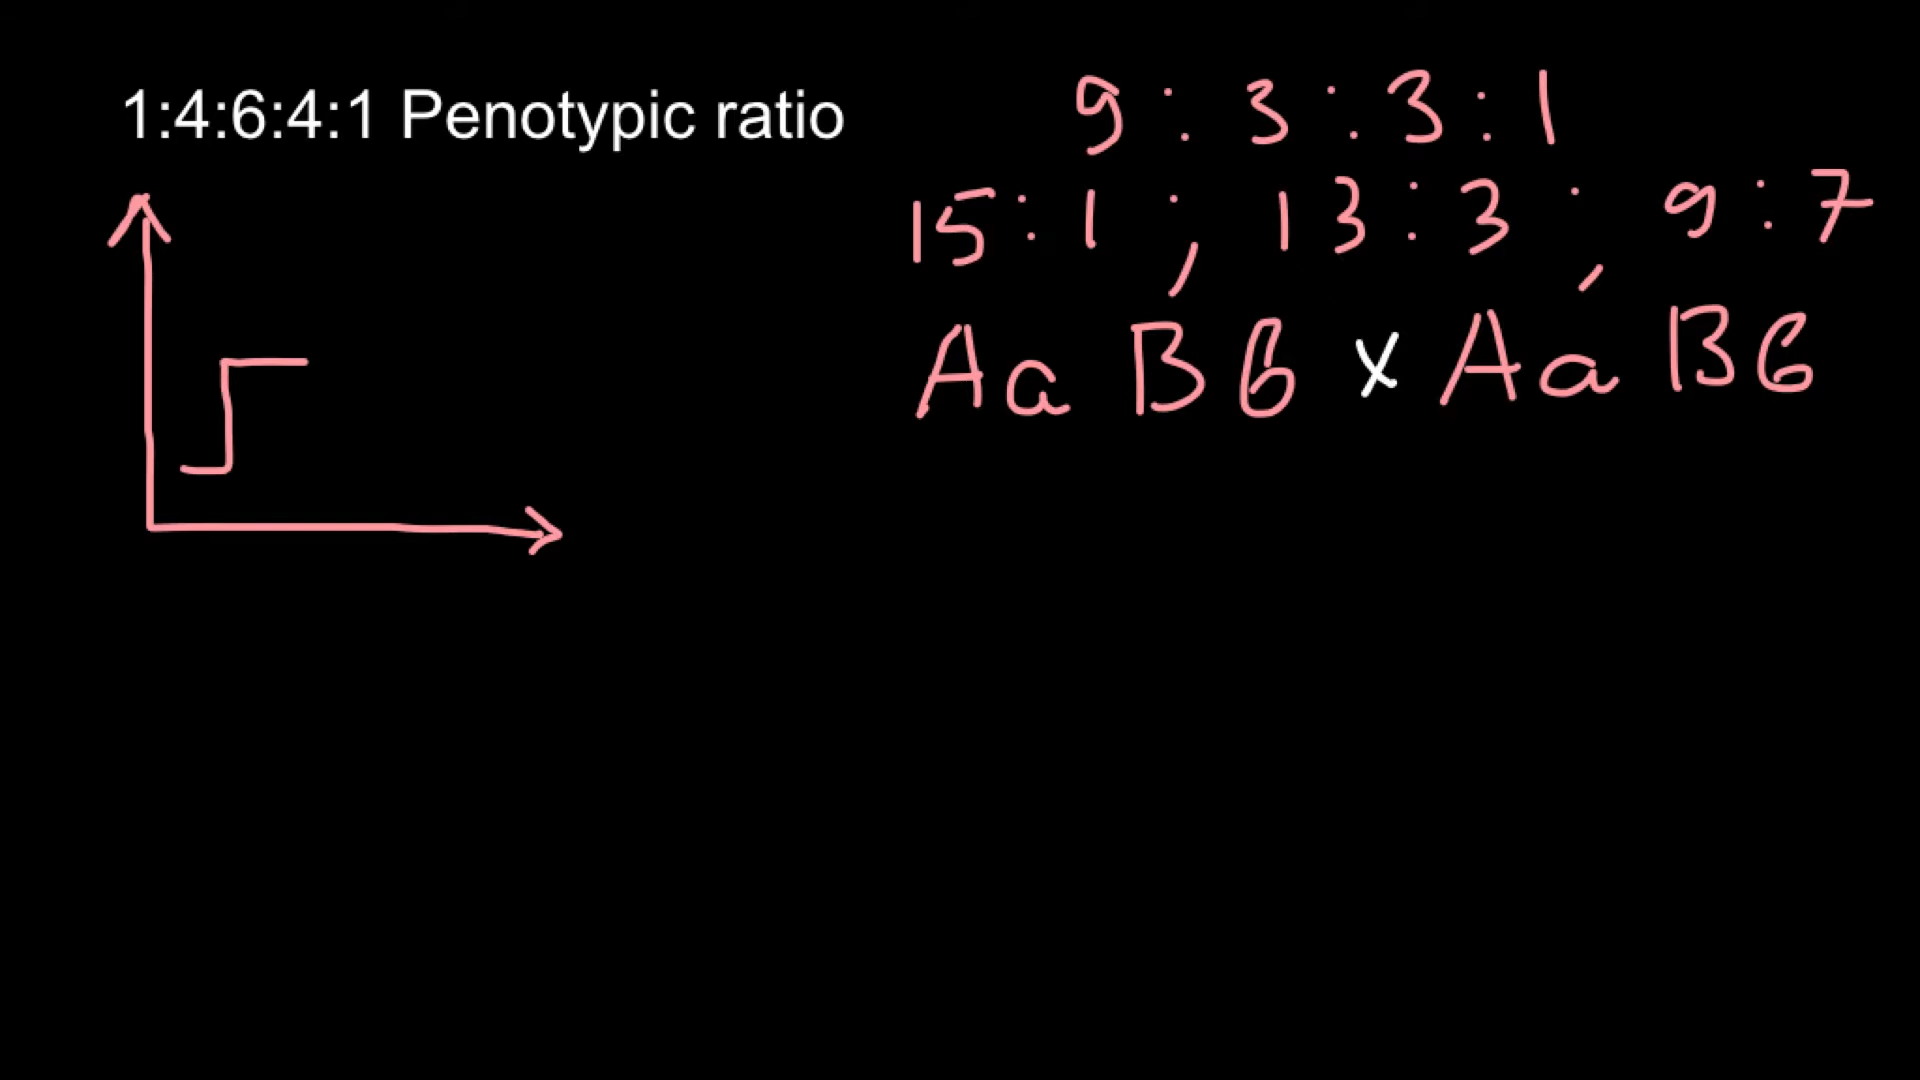 1:4:6:4:1 Penotypic ratio
9 : 3 : 3 : 1
15 : 1 ; 13 : 3 ; 9 : 7
Aa Bb x Aa Bb